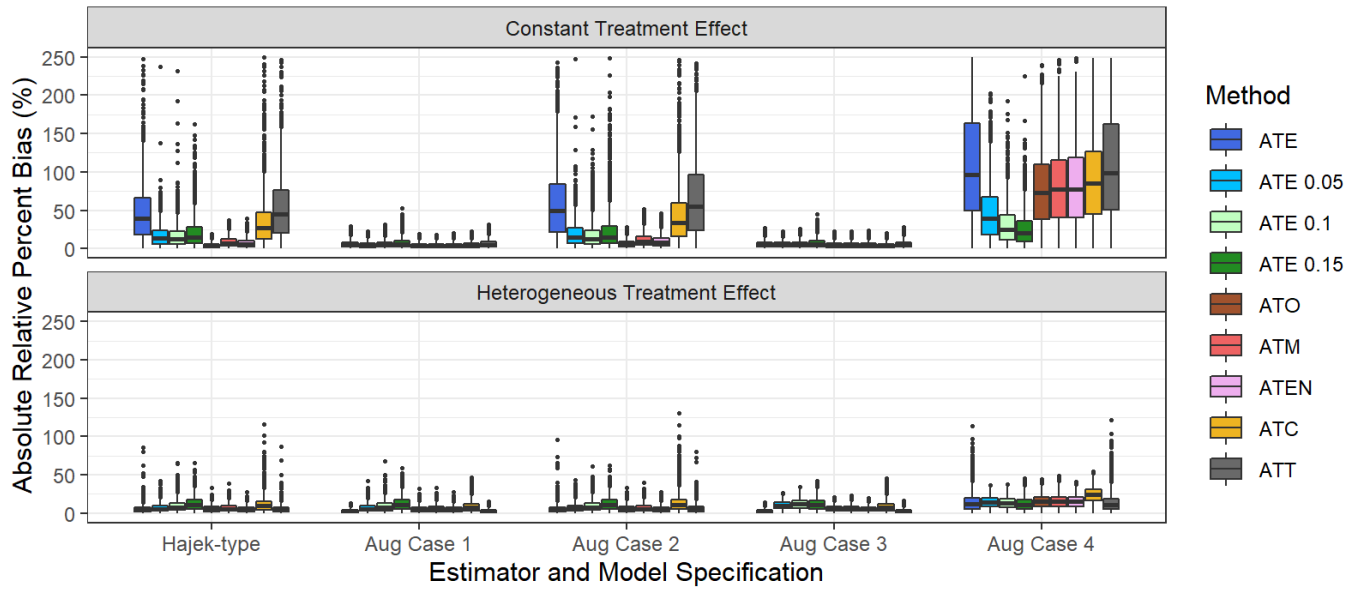 Constant Treatment Effect
250
200
150
100
50
0
Heterogeneous Treatment Effect
250
200
150
100
50
0
Absolute Relative Percent Bias (%)
Hajek-type
Aug Case 1
Aug Case 2
Aug Case 3
Aug Case 4
Estimator and Model Specification
Method
ATE
ATE 0.05
ATE 0.1
ATE 0.15
ATO
ATM
ATEN
ATC
ATT